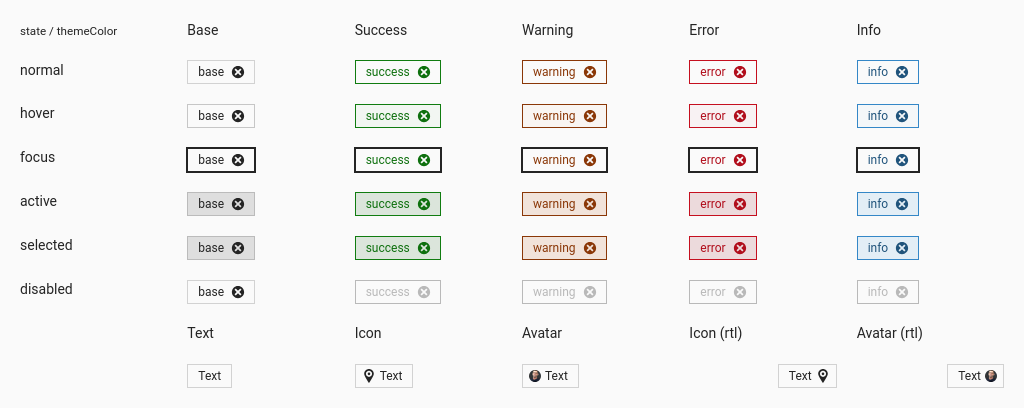 state / themeColor Base Success Warning Error Info
normal base success warning error info
hover base success warning error info
focus base success warning error info
active base success warning error info
selected base success warning error info
disabled base success warning error info
Text Icon Avatar Icon (rtl) Avatar (rtl)
Text Text Text Text Text